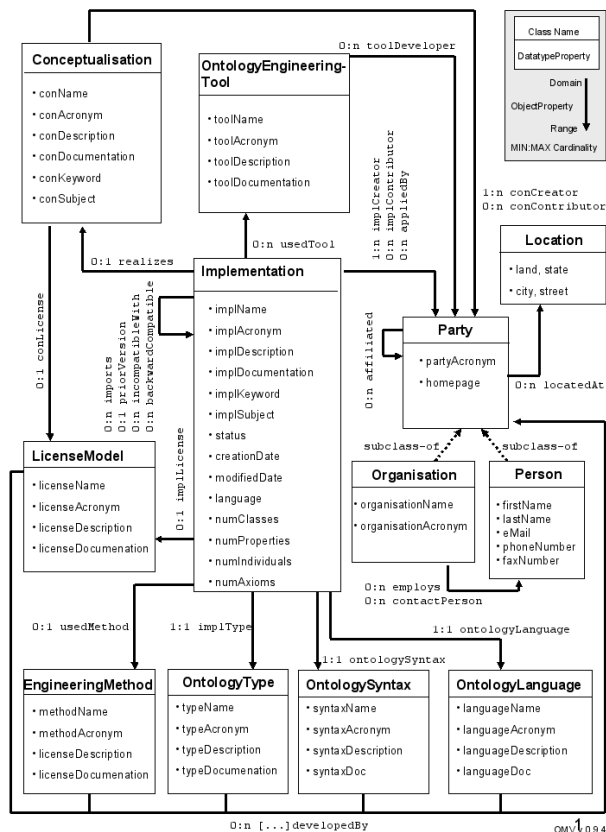 Conceptualisation
• conName
• conAcronym
• conDescription
• conDocumentation
• conKeyword
• conSubject
OntologyEngineering-
Tool
• toolName
• toolAcronym
• toolDescription
• toolDocumentation
0:n toolDeveloper
Class Name
DatatypeProperty
Domain
ObjectProperty
Range
MIN:MAX Cardinality
1:n conCreator
0:n conContributor
1:n implCreator
0:n implContributor
0:n appliedBy
0:n usedTool
0:1 realizes
0:1 conLicense
Location
• land, state
• city, street
Implementation
• implName
• implAcronym
• implDescription
• implDocumentation
• implKeyword
• implSubject
• status
• creationDate
• modifiedDate
• language
• numClasses
• numProperties
• numIndividuals
• numAxioms
0:n imports
0:1 priorVersion
0:n incompatibleWith
0:n backwardCompatible
0:1 implLicense
Party
• partyAcronym
• homepage
0:n affiliated
0:n locatedAt
subclass-of
subclass-of
LicenseModel
• licenseName
• licenseAcronym
• licenseDescription
• licenseDocumenation
Organisation
• organisationName
• organisationAcronym
Person
• firstName
• lastName
• eMail
• phoneNumber
• faxNumber
0:n employs
0:n contactPerson
0:1 usedMethod
1:1 implType
1:1 ontologyLanguage
1:1 ontologySyntax
EngineeringMethod
• methodName
• methodAcronym
• licenseDescription
• licenseDocumenation
OntologyType
• typeName
• typeAcronym
• typeDescription
• typeDocumenation
OntologySyntax
• syntaxName
• syntaxAcronym
• syntaxDescription
• syntaxDoc
OntologyLanguage
• languageName
• languageAcronym
• languageDescription
• languageDoc
0:n [...]developedBy
1